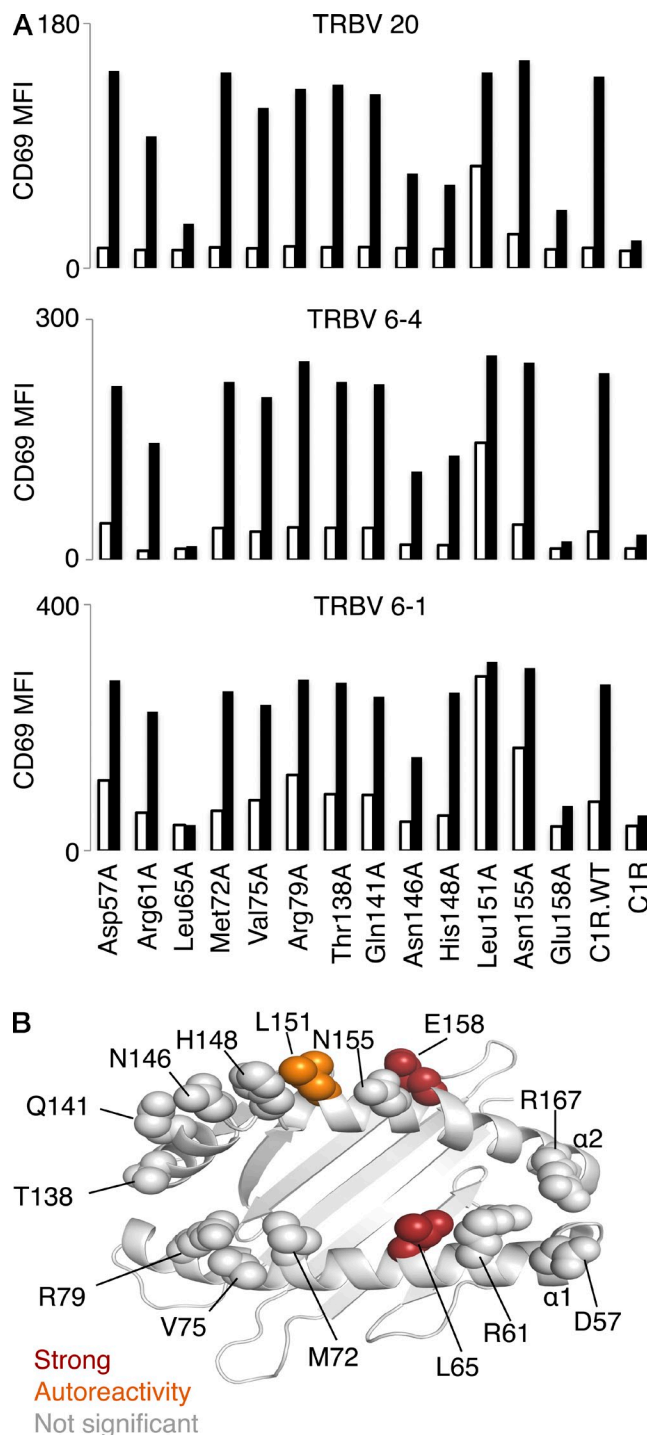 A
TRBV 20
180
CD69 MFI
0
TRBV 6-4
300
CD69 MFI
0
TRBV 6-1
400
CD69 MFI
0
Asp57A
Arg61A
Leu65A
Met72A
Val75A
Arg79A
Thr138A
Gln141A
Asn146A
His148A
Leu151A
Asn155A
Glu158A
C1R.WT
C1R
B
L151
E158
H148
N155
N146
R167
Q141
α2
T138
R79
α1
D57
V75
R61
M72
L65
Strong
Autoreactivity
Not significant